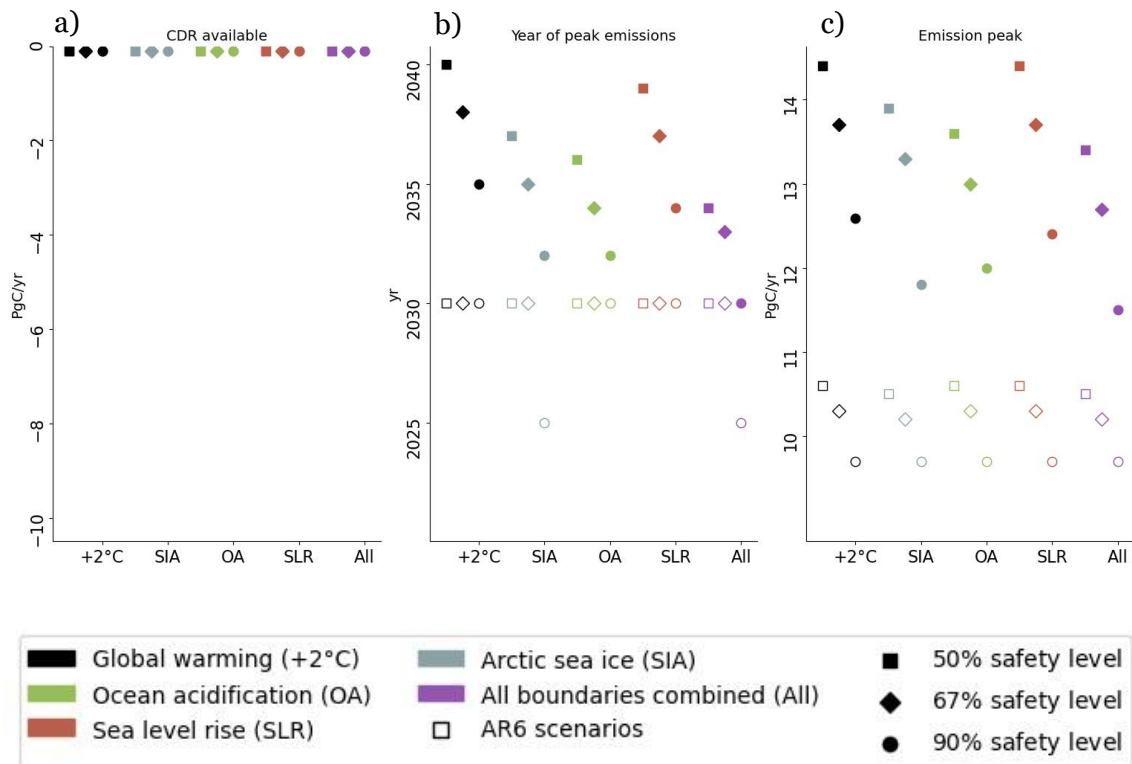 a)
CDR available
0
−2
−4
−6
−8
−10
PgC/yr
+2°C SIA OA SLR All
b)
Year of peak emissions
2040
2035
2030
2025
yr
+2°C SIA OA SLR All
c)
Emission peak
14
13
12
11
10
PgC/yr
+2°C SIA OA SLR All
Global warming (+2°C)
Ocean acidification (OA)
Sea level rise (SLR)
Arctic sea ice (SIA)
All boundaries combined (All)
AR6 scenarios
50% safety level
67% safety level
90% safety level